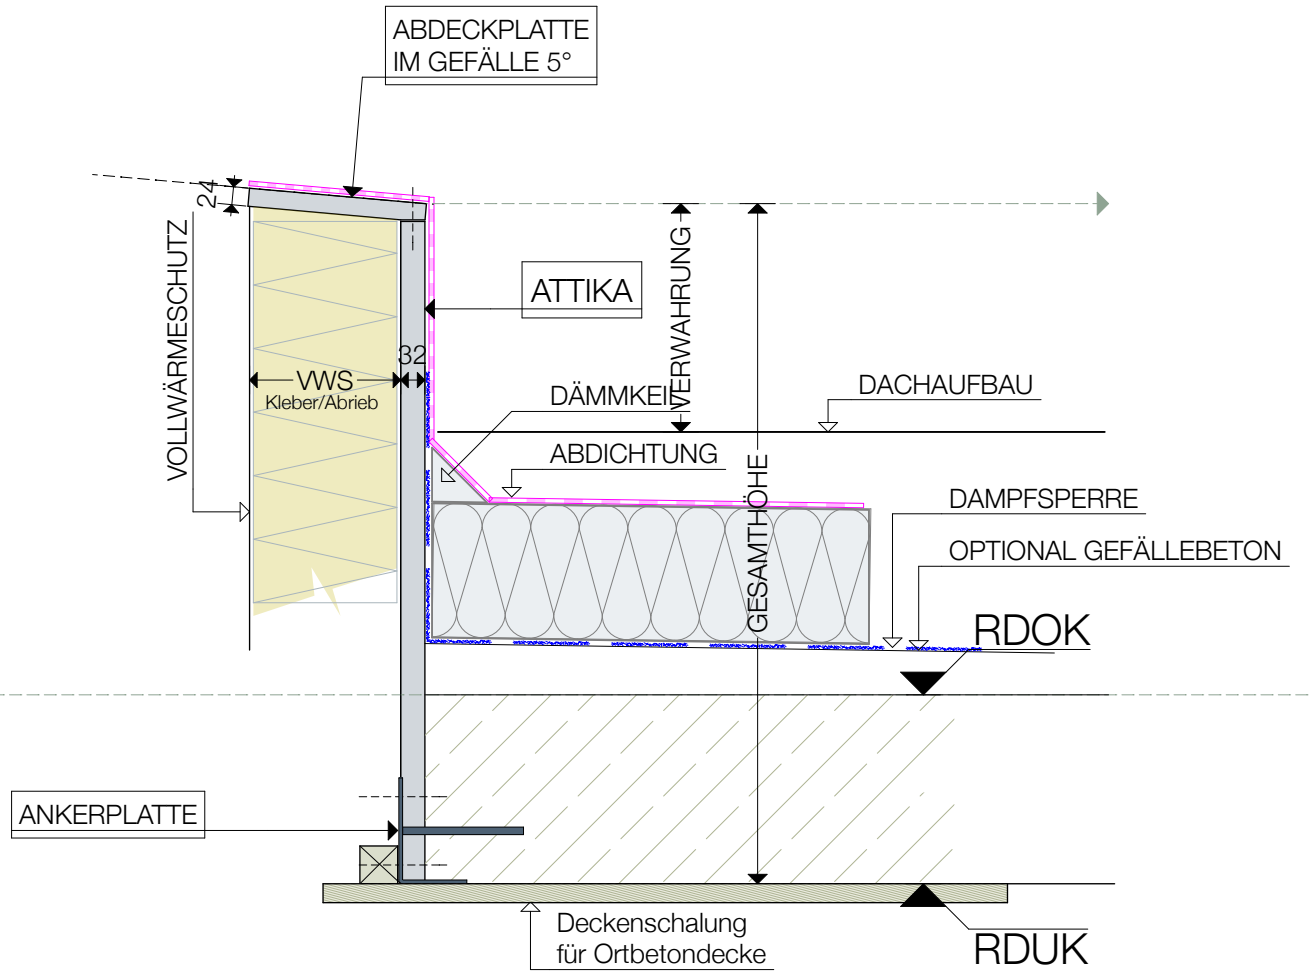 ABDECKPLATTE
IM GEFÄLLE 5°
24
VOLLWÄRMESCHUTZ
ATTIKA
VERWAHRUNG
32
VWS
Kleber/Abrieb
DÄMMKEIL
DACHAUFBAU
ABDICHTUNG
GESAMTHÖHE
DAMPFSPERRE
OPTIONAL GEFÄLLEBETON
RDOK
ANKERPLATTE
Deckenschalung
für Ortbetondecke
RDUK